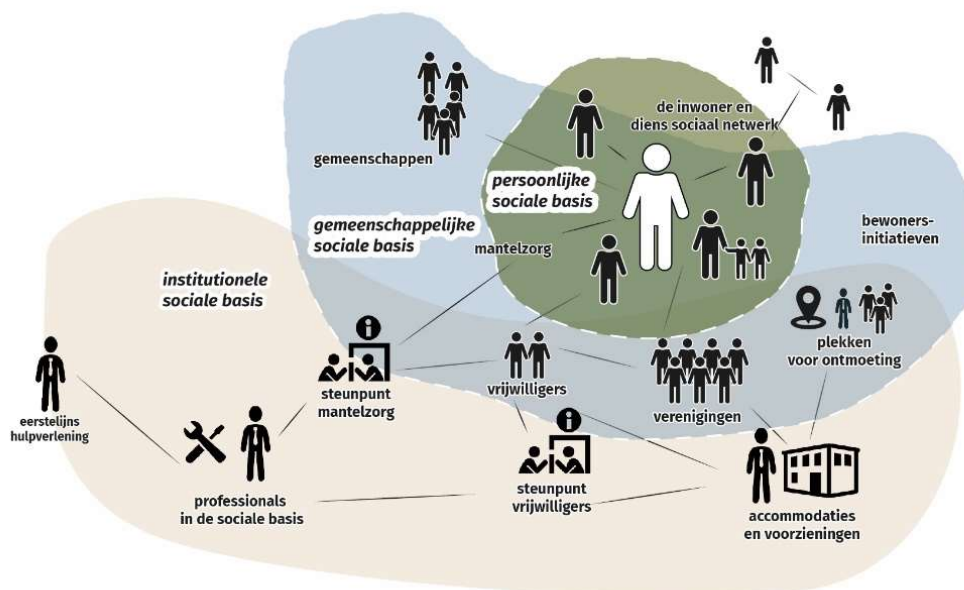 de inwoner en
diens sociaal netwerk
gemeenschappen
persoonlijke
sociale basis
gemeenschappelijke
sociale basis
mantelzorg
bewoners-
initiatieven
institutionele
sociale basis
plekken
voor ontmoeting
steunpunt
mantelzorg
vrijwilligers
verenigingen
eerstelijns
hulpverlening
professionals
in de sociale basis
steunpunt
vrijwilligers
accommodaties
en voorzieningen